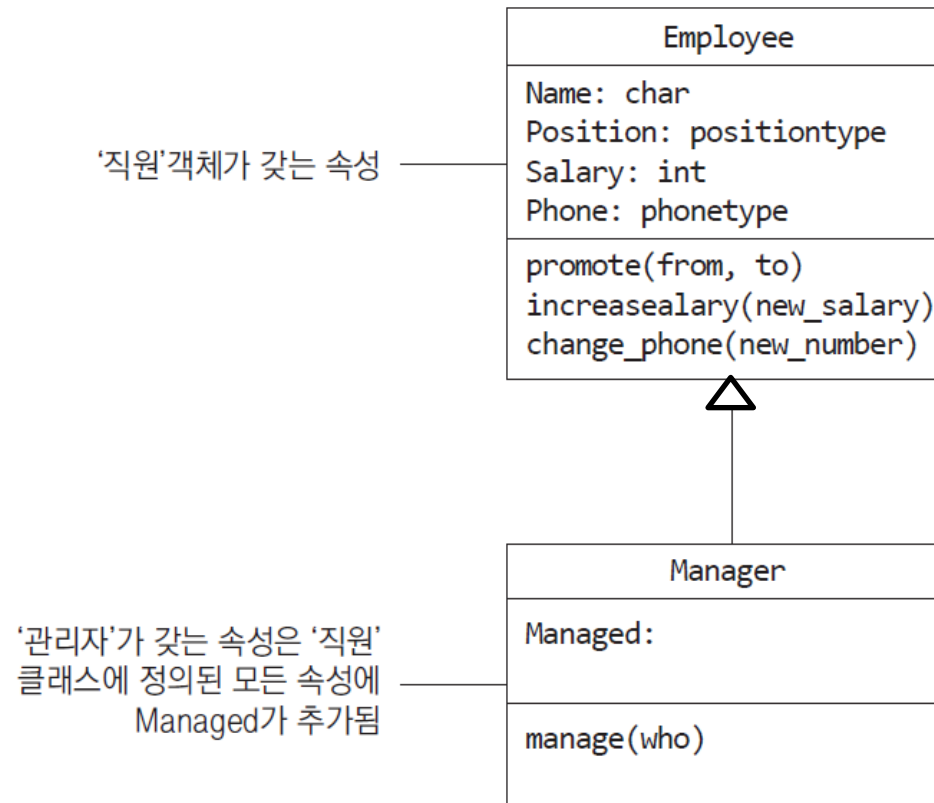 Employee
Name: char
Position: positiontype
Salary: int
Phone: phonetype
promote(from, to)
increasealary(new_salary)
change_phone(new_number)
‘직원’객체가 갖는 속성
Manager
Managed:
manage(who)
‘관리자’가 갖는 속성은 ‘직원’
클래스에 정의된 모든 속성에
Managed가 추가됨